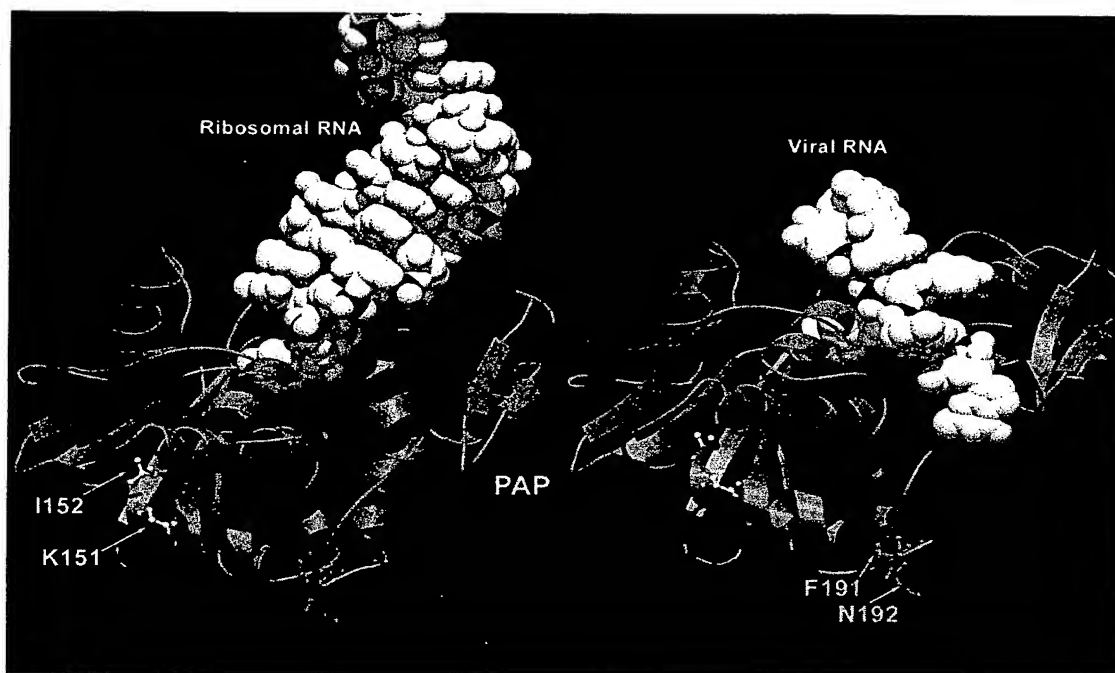 Ribosomal RNA
Viral RNA
I152
K151
PAP
F191
N192